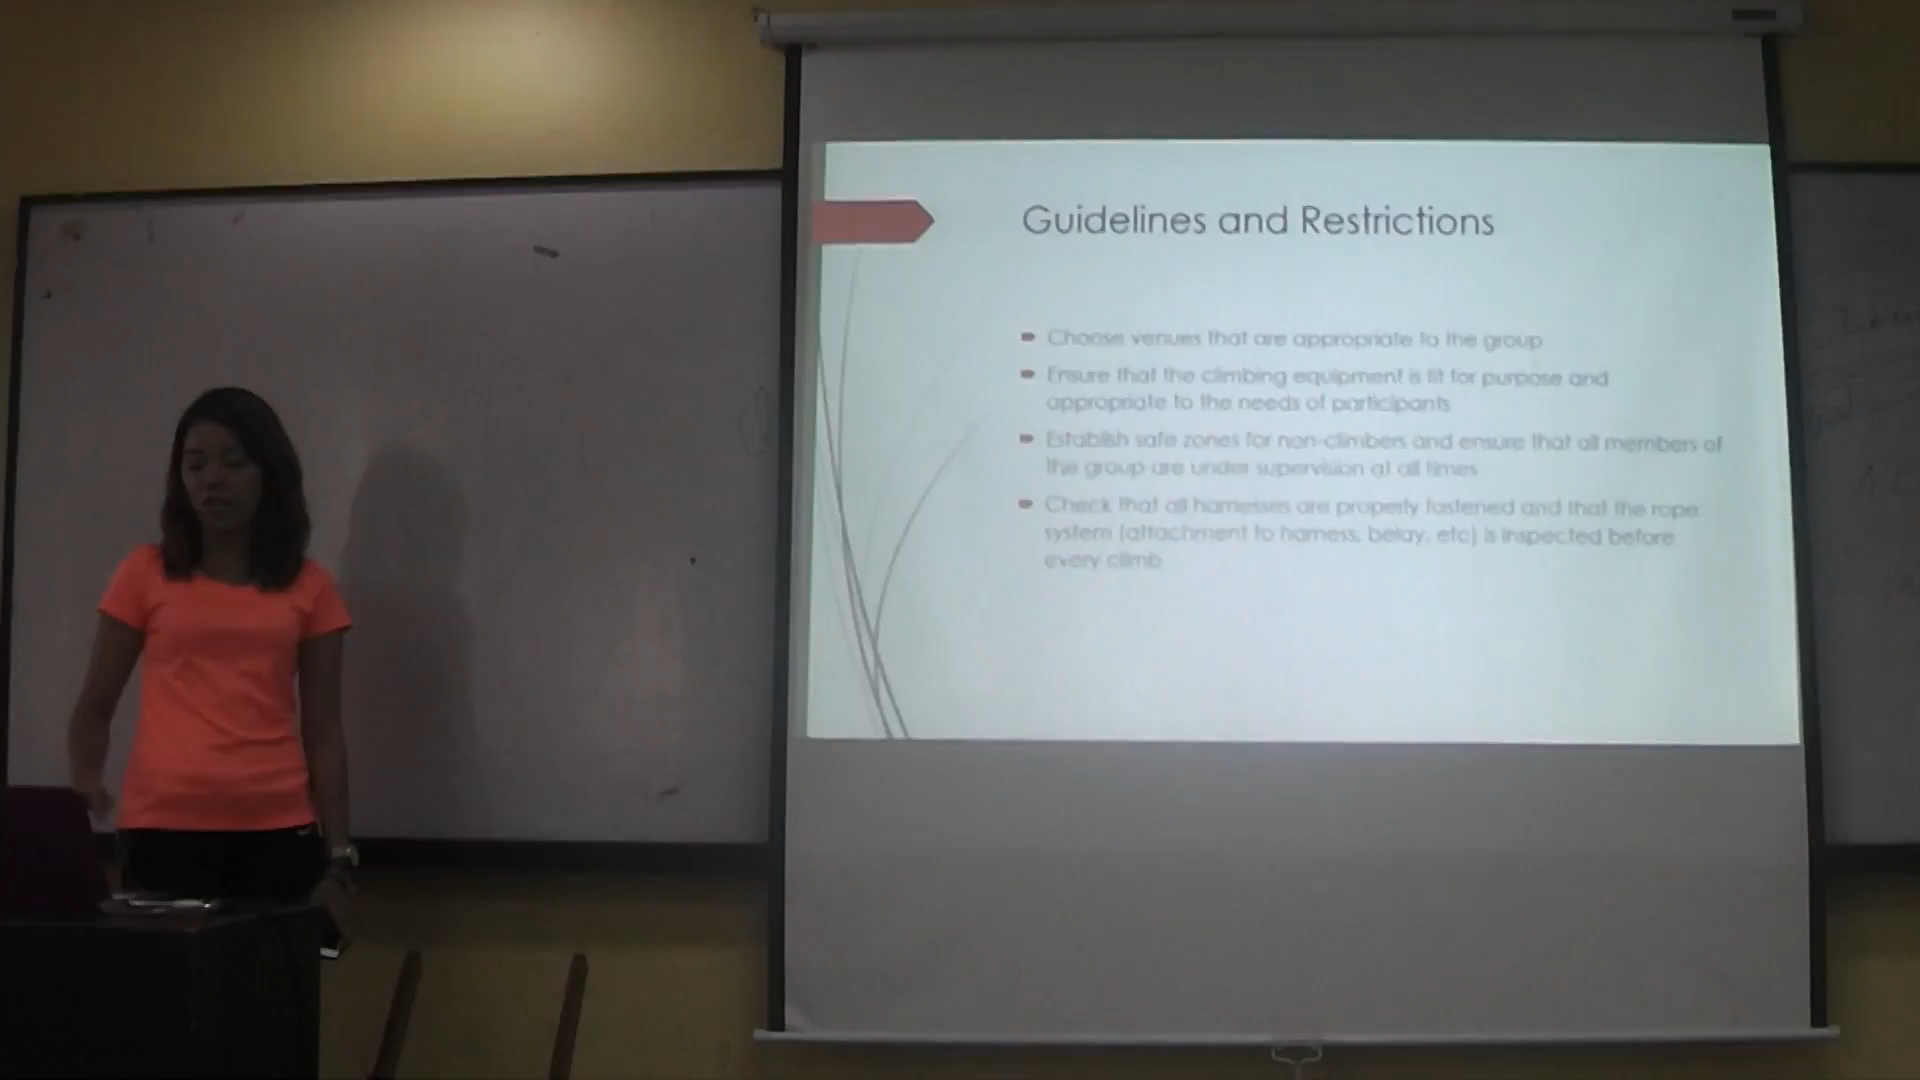 Guidelines and Restrictions
Choose venues that are appropriate to the group
Ensure that the climbing equipment is fit for purpose and
appropriate to the needs of participants
Establish safe zones for non-climbers and ensure that all members of
the group are under supervision at all times
Check that all harnesses are properly fastened and that the rope
system (attachment to harness, belay, etc) is inspected before
every climb